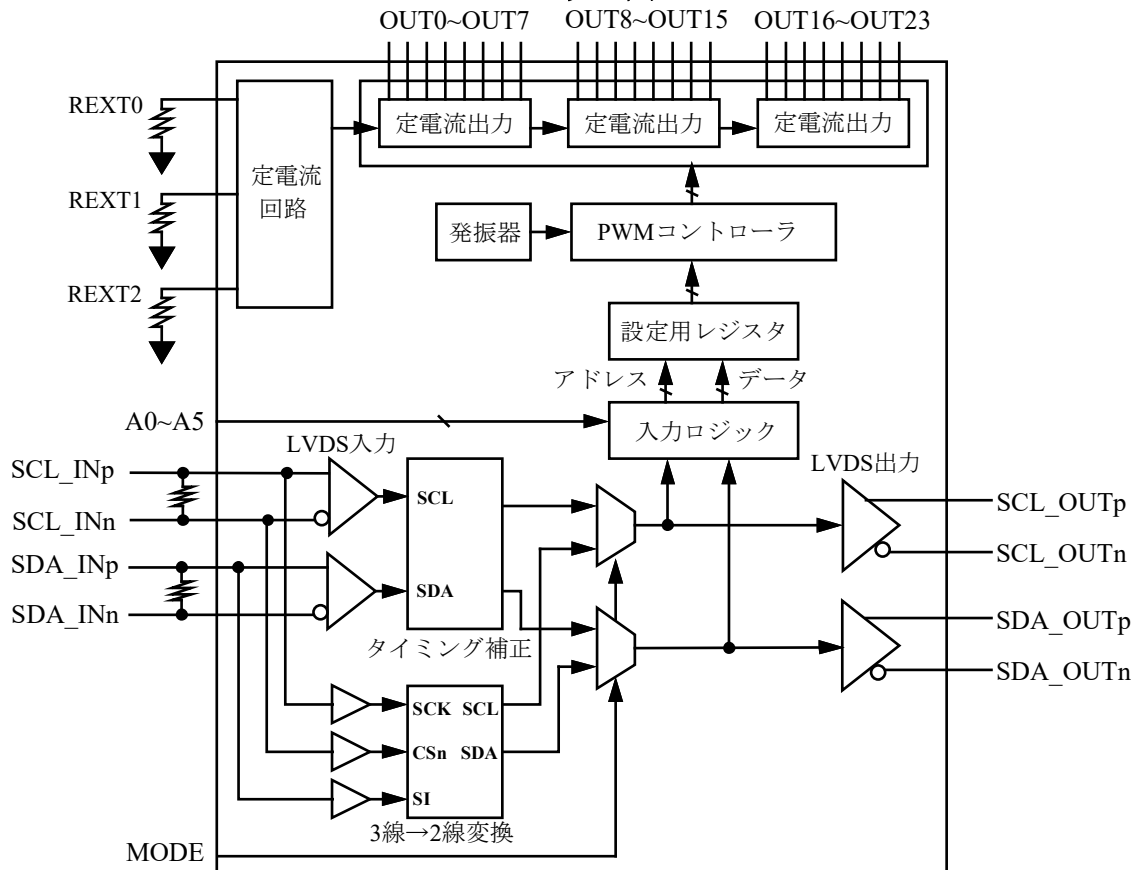 OUT0~OUT7
OUT8~OUT15
OUT16~OUT23
REXT0
REXT1
REXT2
定電流
回路
定電流出力
定電流出力
定電流出力
発振器
PWMコントローラ
設定用レジスタ
アドレス
データ
A0~A5
入力ロジック
LVDS入力
LVDS出力
SCL_INp
SCL_INn
SDA_INp
SDA_INn
SCL
SDA
タイミング補正
SCL_OUTp
SCL_OUTn
SDA_OUTp
SDA_OUTn
SCK SCL
CSn SDA
SI
3線→2線変換
MODE